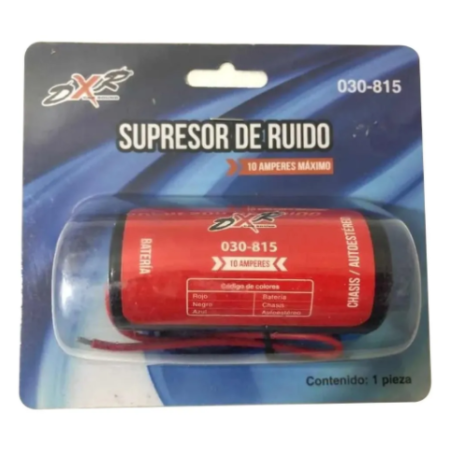 DXR
030-815
SUPRESOR DE RUIDO
10 AMPERES MÁXIMO
DXR
030-815
10 AMPERES
BATERIA
CHASIS / AUTOESTEREO
Código de colores
Rojo Batería
Negro Chasis
Azul Autoestéreo
Contenido: 1 pieza